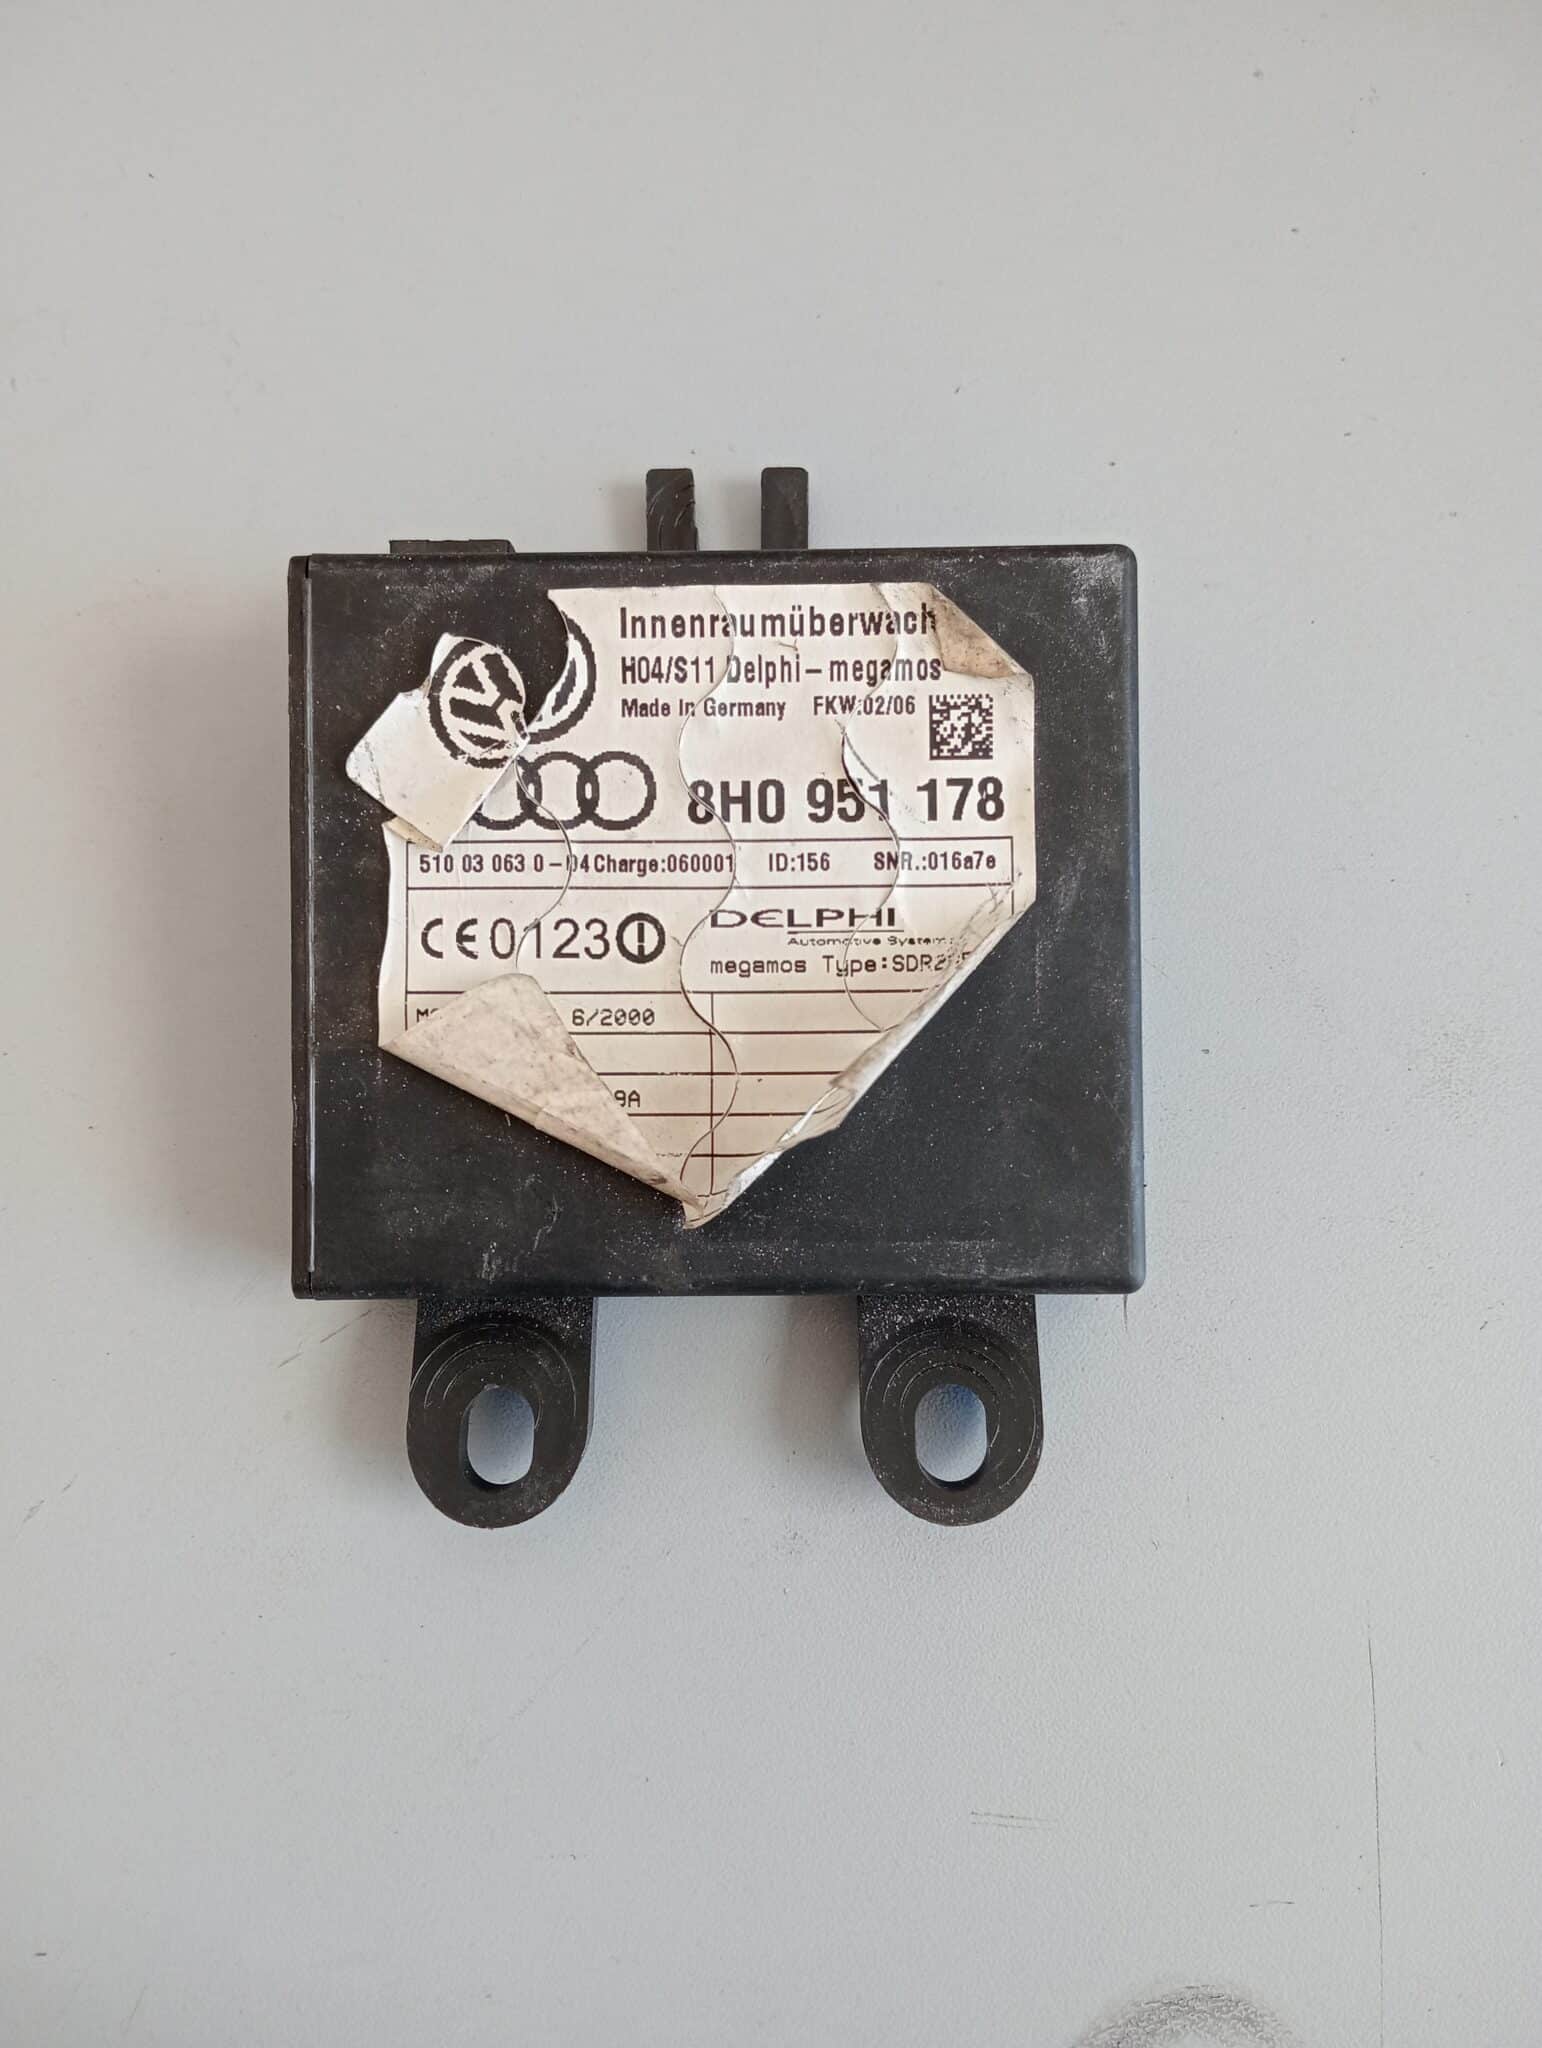 Innenraumüberwach
H04/S11 Delphi-megamos
Made in Germany FKW:02/06
8H0 951 178
510 03 063 0-04 Charge:060001 ID:156 SNR.:016a7e
CE0123
DELPHI
Automotive Systems
megamos Type:
6/2000
9A